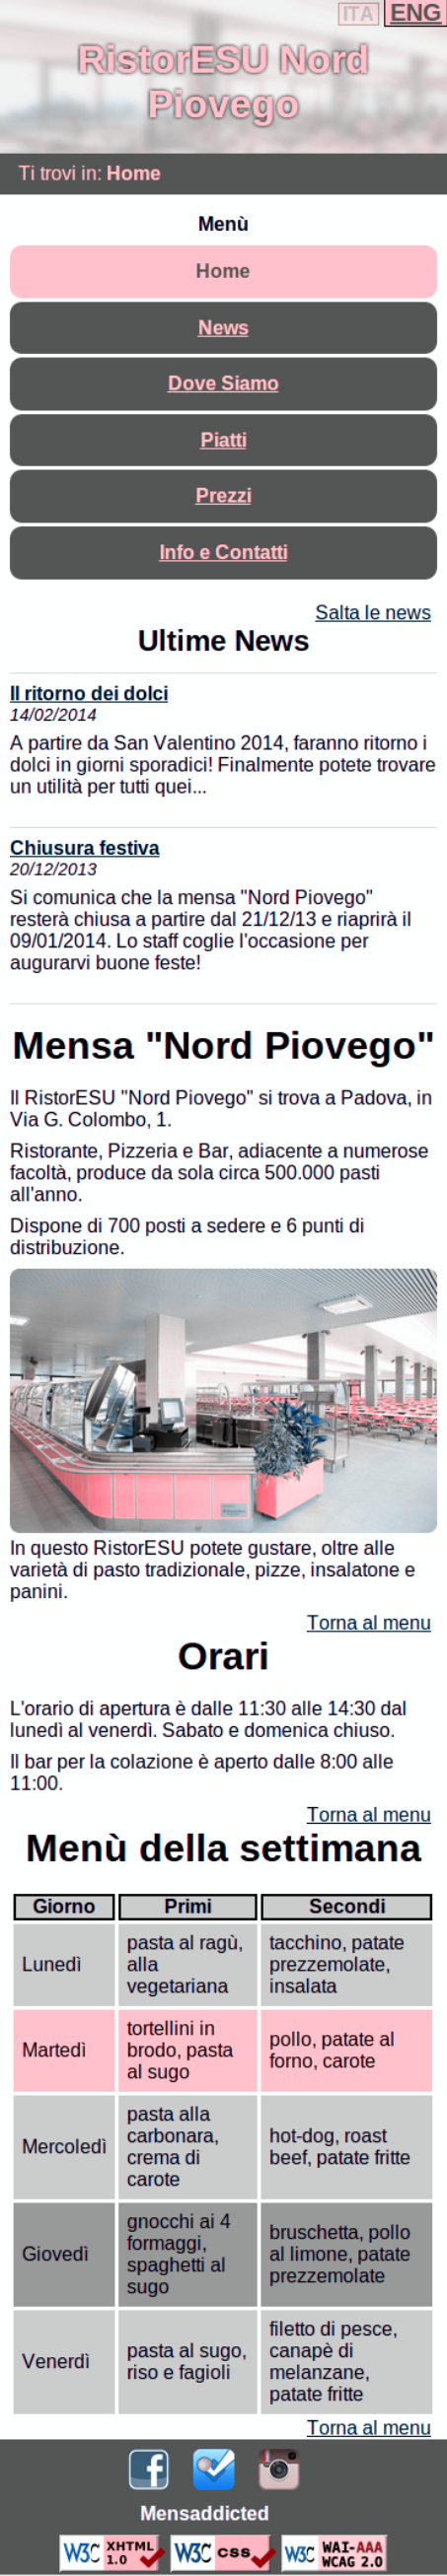 ITA ENG
RistorESU Nord
Piovego
Ti trovi in: Home
Menù
Home
News
Dove Siamo
Piatti
Prezzi
Info e Contatti
Salta le news
Ultime News
Il ritorno dei dolci
14/02/2014
A partire da San Valentino 2014, faranno ritorno i
dolci in giorni sporadici! Finalmente potete trovare
un utilità per tutti quei...
Chiusura festiva
20/12/2013
Si comunica che la mensa "Nord Piovego"
resterà chiusa a partire dal 21/12/13 e riaprirà il
09/01/2014. Lo staff coglie l'occasione per
augurarvi buone feste!
Mensa "Nord Piovego"
Il RistorESU "Nord Piovego" si trova a Padova, in
Via G. Colombo, 1.
Ristorante, Pizzeria e Bar, adiacente a numerose
facoltà, produce da sola circa 500.000 pasti
all'anno.
Dispone di 700 posti a sedere e 6 punti di
distribuzione.
In questo RistorESU potete gustare, oltre alle
varietà di pasto tradizionale, pizze, insalatone e
panini.
Torna al menu
Orari
L'orario di apertura è dalle 11:30 alle 14:30 dal
lunedì al venerdì. Sabato e domenica chiuso.
Il bar per la colazione è aperto dalle 8:00 alle
11:00.
Torna al menu
Menù della settimana
Giorno Primi Secondi
Lunedì
pasta al ragù,
alla
vegetariana
tacchino, patate
prezzemolate,
insalata
Martedì
tortellini in
brodo, pasta
al sugo
pollo, patate al
forno, carote
Mercoledì
pasta alla
carbonara,
crema di
carote
hot-dog, roast
beef, patate fritte
Giovedì
gnocchi ai 4
formaggi,
spaghetti al
sugo
bruschetta, pollo
al limone, patate
prezzemolate
Venerdì
pasta al sugo,
riso e fagioli
filetto di pesce,
canapè di
melanzane,
patate fritte
Torna al menu
Mensaddicted
W3C XHTML 1.0
W3C CSS
W3C WAI-AAA WCAG 2.0